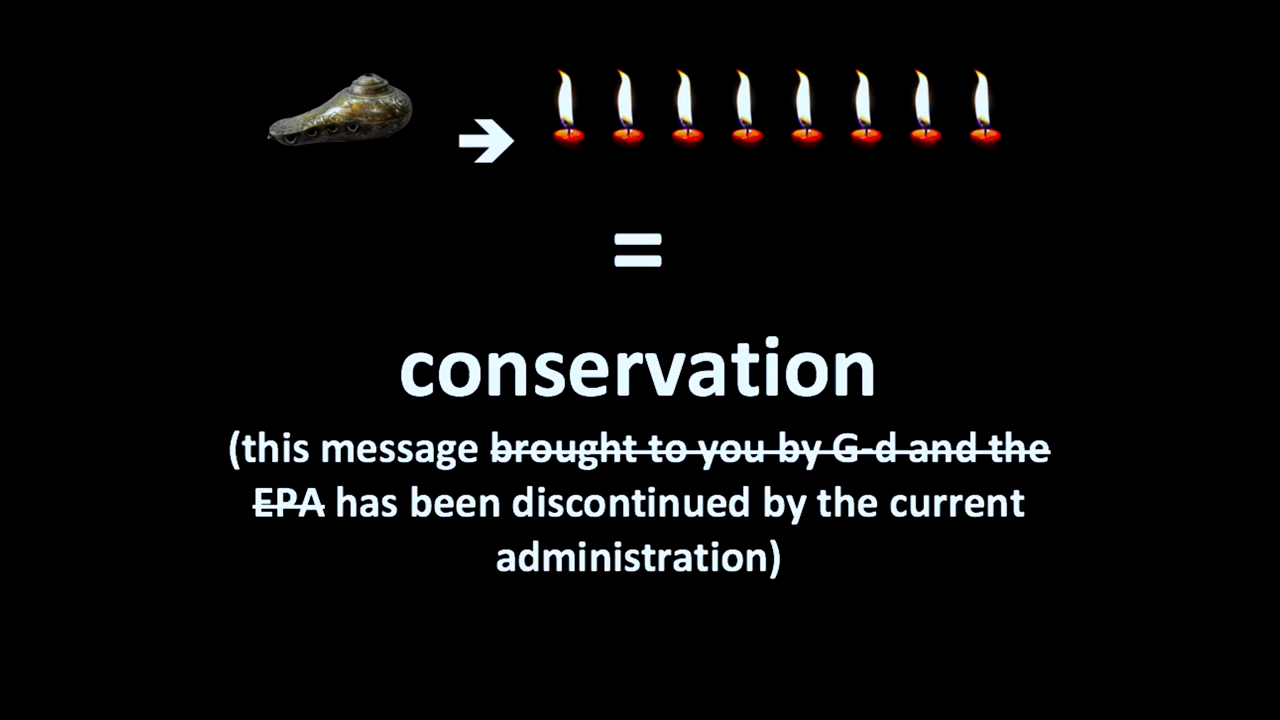 =
conservation
(this message brought to you by G-d and the
EPA has been discontinued by the current
administration)